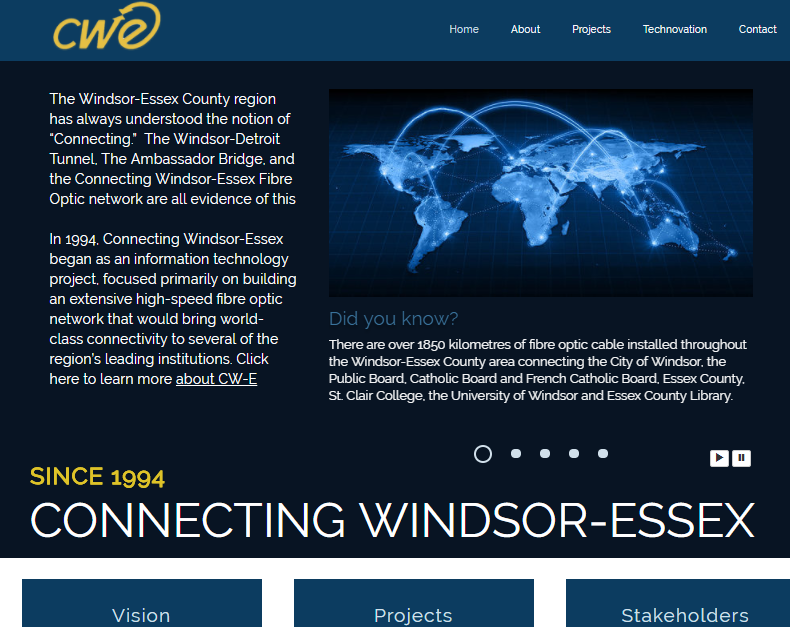 cwe
Home
About
Projects
Technovation
Contact
The Windsor-Essex County region
has always understood the notion of
“Connecting.”  The Windsor-Detroit
Tunnel, The Ambassador Bridge, and
the Connecting Windsor-Essex Fibre
Optic network are all evidence of this
In 1994, Connecting Windsor-Essex
began as an information technology
project, focused primarily on building
an extensive high-speed fibre optic
network that would bring world-
class connectivity to several of the
region's leading institutions. Click
here to learn more about CW-E
Did you know?
There are over 1850 kilometres of fibre optic cable installed throughout
the Windsor-Essex County area connecting the City of Windsor, the
Public Board, Catholic Board and French Catholic Board, Essex County,
St. Clair College, the University of Windsor and Essex County Library.
SINCE 1994
CONNECTING WINDSOR-ESSEX
Vision
Projects
Stakeholders